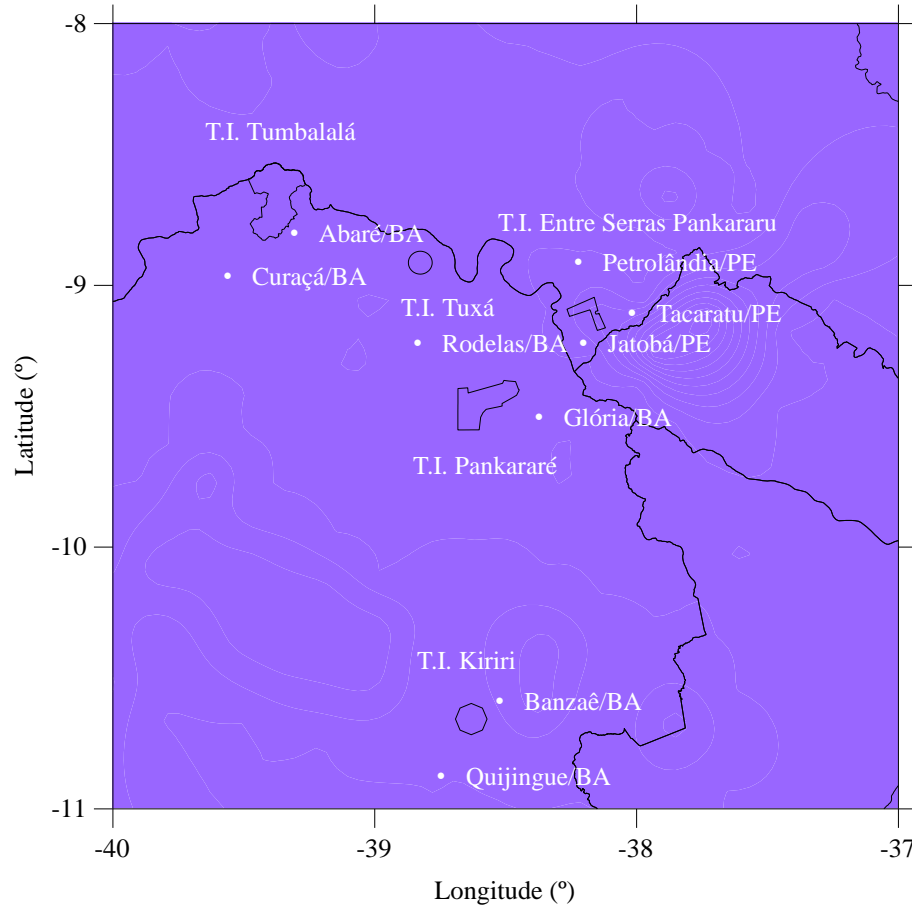 -8
T.I. Tumbalalá
T.I. Entre Serras Pankararu
Abaré/BA
Petrolândia/PE
Curaçá/BA
-9
T.I. Tuxá
Tacaratu/PE
Rodelas/BA
Jatobá/PE
Glória/BA
T.I. Pankararé
Latitude (º)
-10
T.I. Kiriri
Banzaê/BA
Quijingue/BA
-11
-40
-39
-38
-37
Longitude (º)